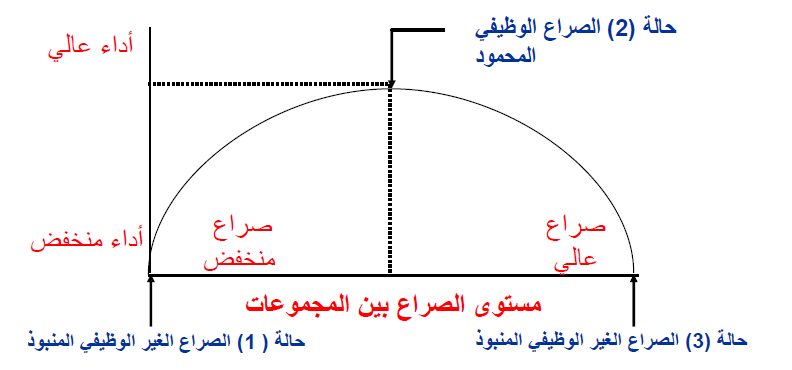 حالة (2) الصراع الوظيفي
المحمود
أداء عالي
صراع
منخفض
صراع
عالي
أداء منخفض
مستوى الصراع بين المجموعات
حالة (3) الصراع الغير الوظيفي المنبوذ
حالة ( 1) الصراع الغير الوظيفي المنبوذ